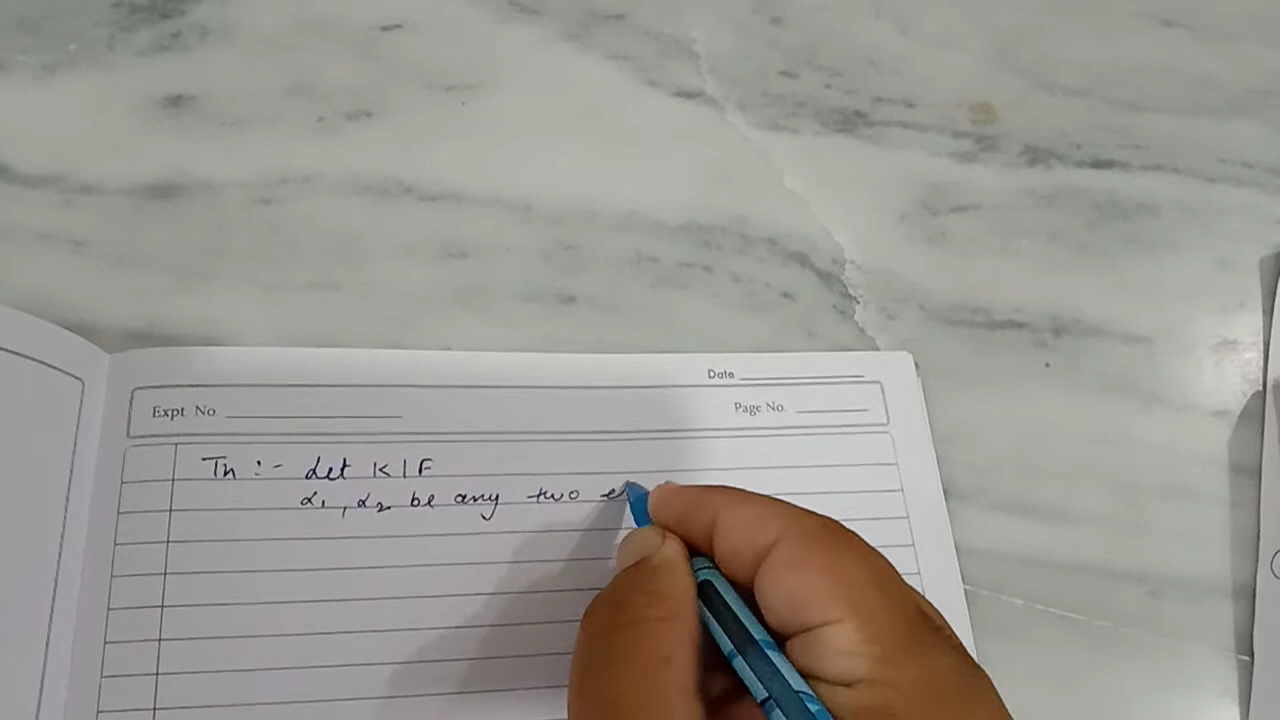 Date
Expt. No.
Page No.
Th :- Let K|F
α₁, α₂ be any two e